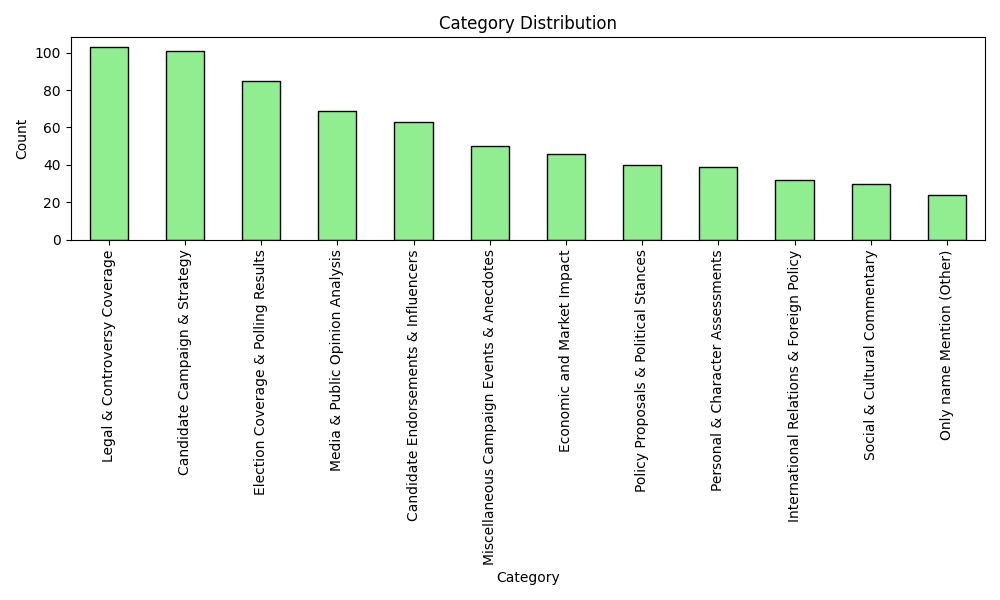 Category Distribution
Count
100
80
60
40
20
0
Legal & Controversy Coverage
Candidate Campaign & Strategy
Election Coverage & Polling Results
Media & Public Opinion Analysis
Candidate Endorsements & Influencers
Miscellaneous Campaign Events & Anecdotes
Economic and Market Impact
Policy Proposals & Political Stances
Personal & Character Assessments
International Relations & Foreign Policy
Social & Cultural Commentary
Only name Mention (Other)
Category